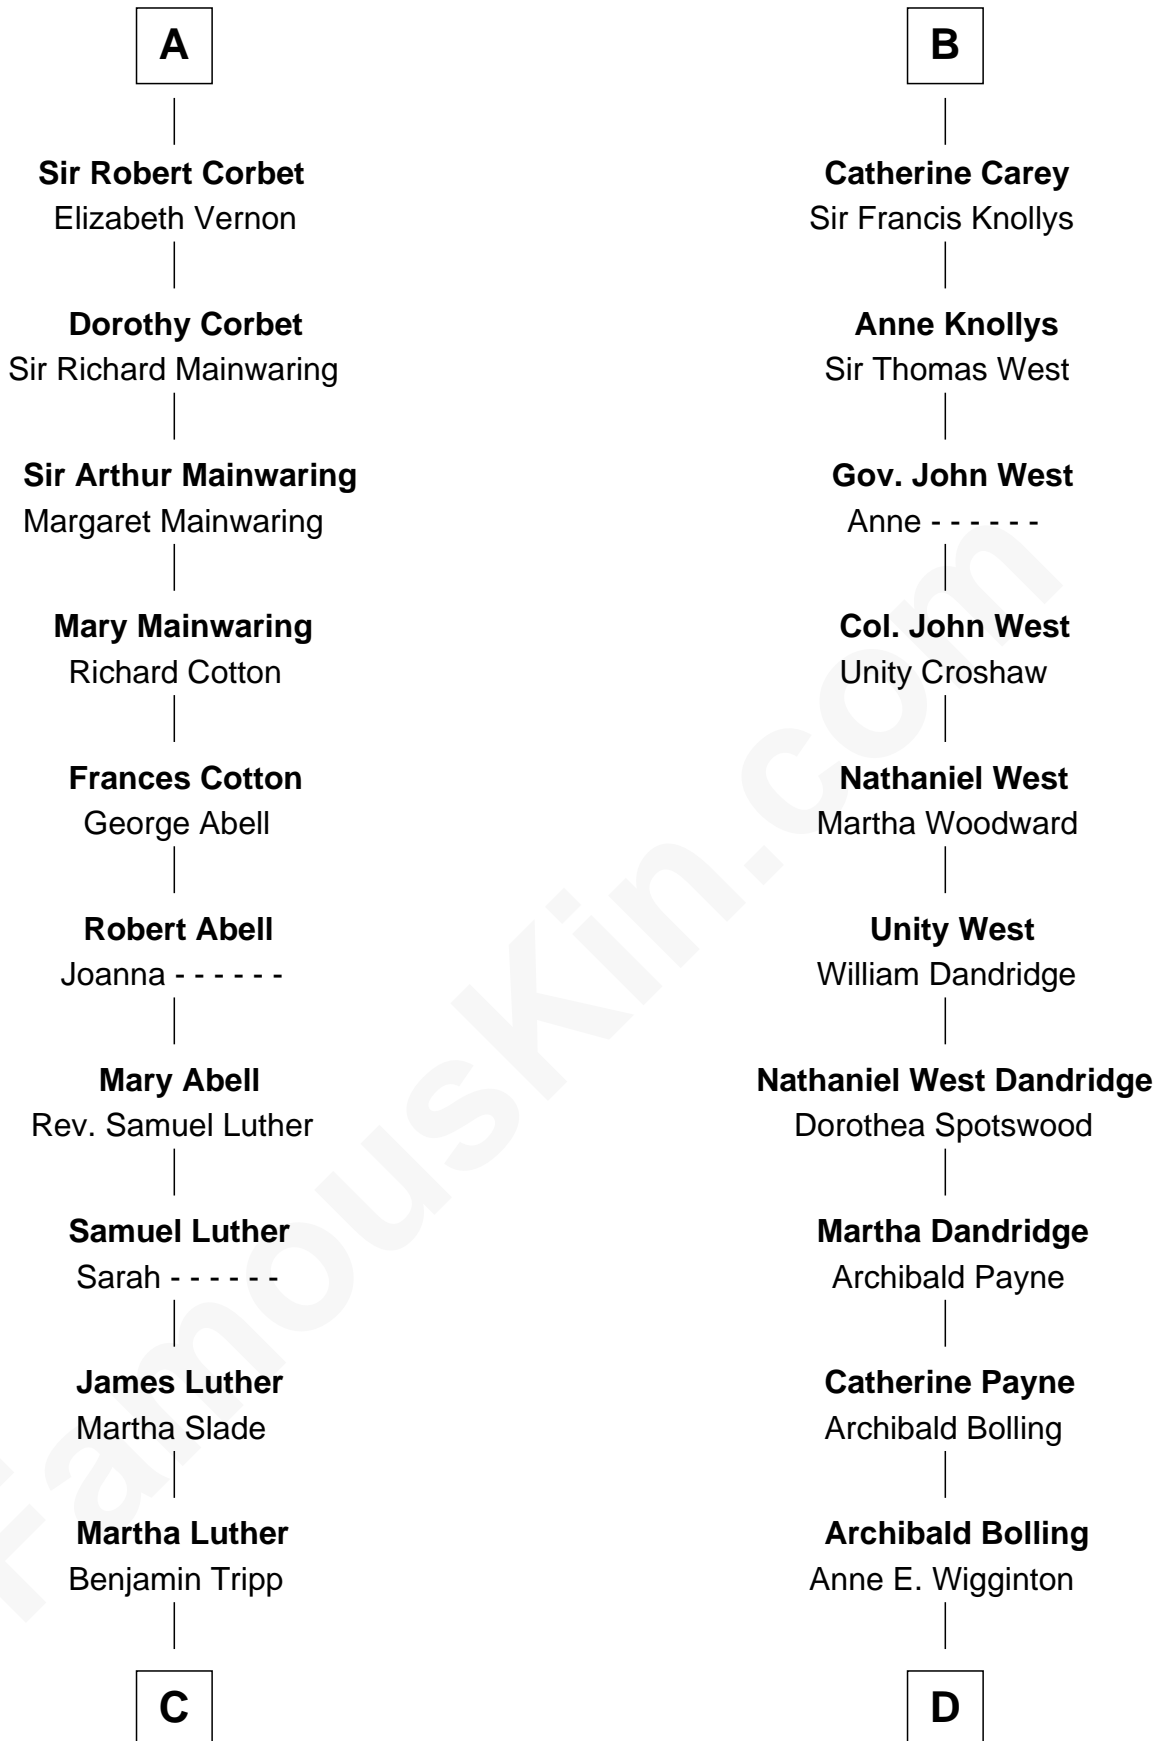 A
Sir Robert Corbet
Elizabeth Vernon
Dorothy Corbet
Sir Richard Mainwaring
Sir Arthur Mainwaring
Margaret Mainwaring
Mary Mainwaring
Richard Cotton
Frances Cotton
George Abell
Robert Abell
Joanna - - - - - -
Mary Abell
Rev. Samuel Luther
Samuel Luther
Sarah - - - - - -
James Luther
Martha Slade
Martha Luther
Benjamin Tripp
C
B
Catherine Carey
Sir Francis Knollys
Anne Knollys
Sir Thomas West
Gov. John West
Anne - - - - - -
Col. John West
Unity Croshaw
Nathaniel West
Martha Woodward
Unity West
William Dandridge
Nathaniel West Dandridge
Dorothea Spotswood
Martha Dandridge
Archibald Payne
Catherine Payne
Archibald Bolling
Archibald Bolling
Anne E. Wigginton
D
FamousKin.com